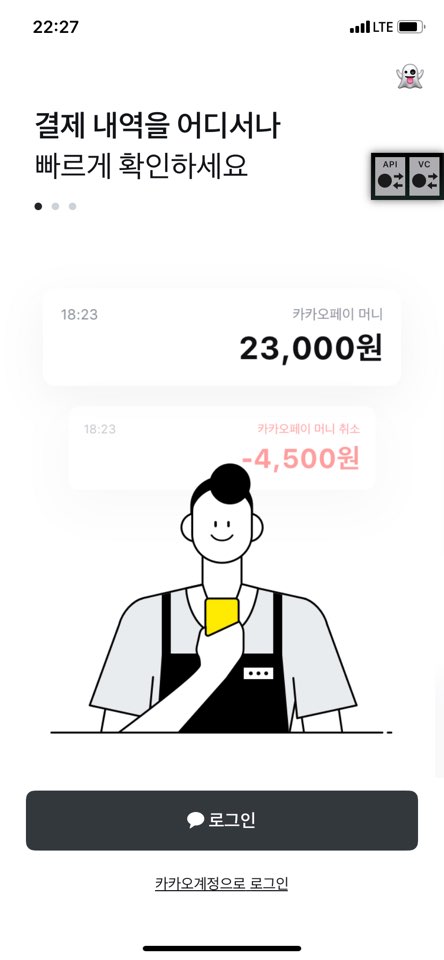 22:27
LTE
결제 내역을 어디서나
빠르게 확인하세요
API VC
18:23 카카오페이 머니
23,000원
18:23 카카오페이 머니 취소
-4,500원
로그인
카카오계정으로 로그인